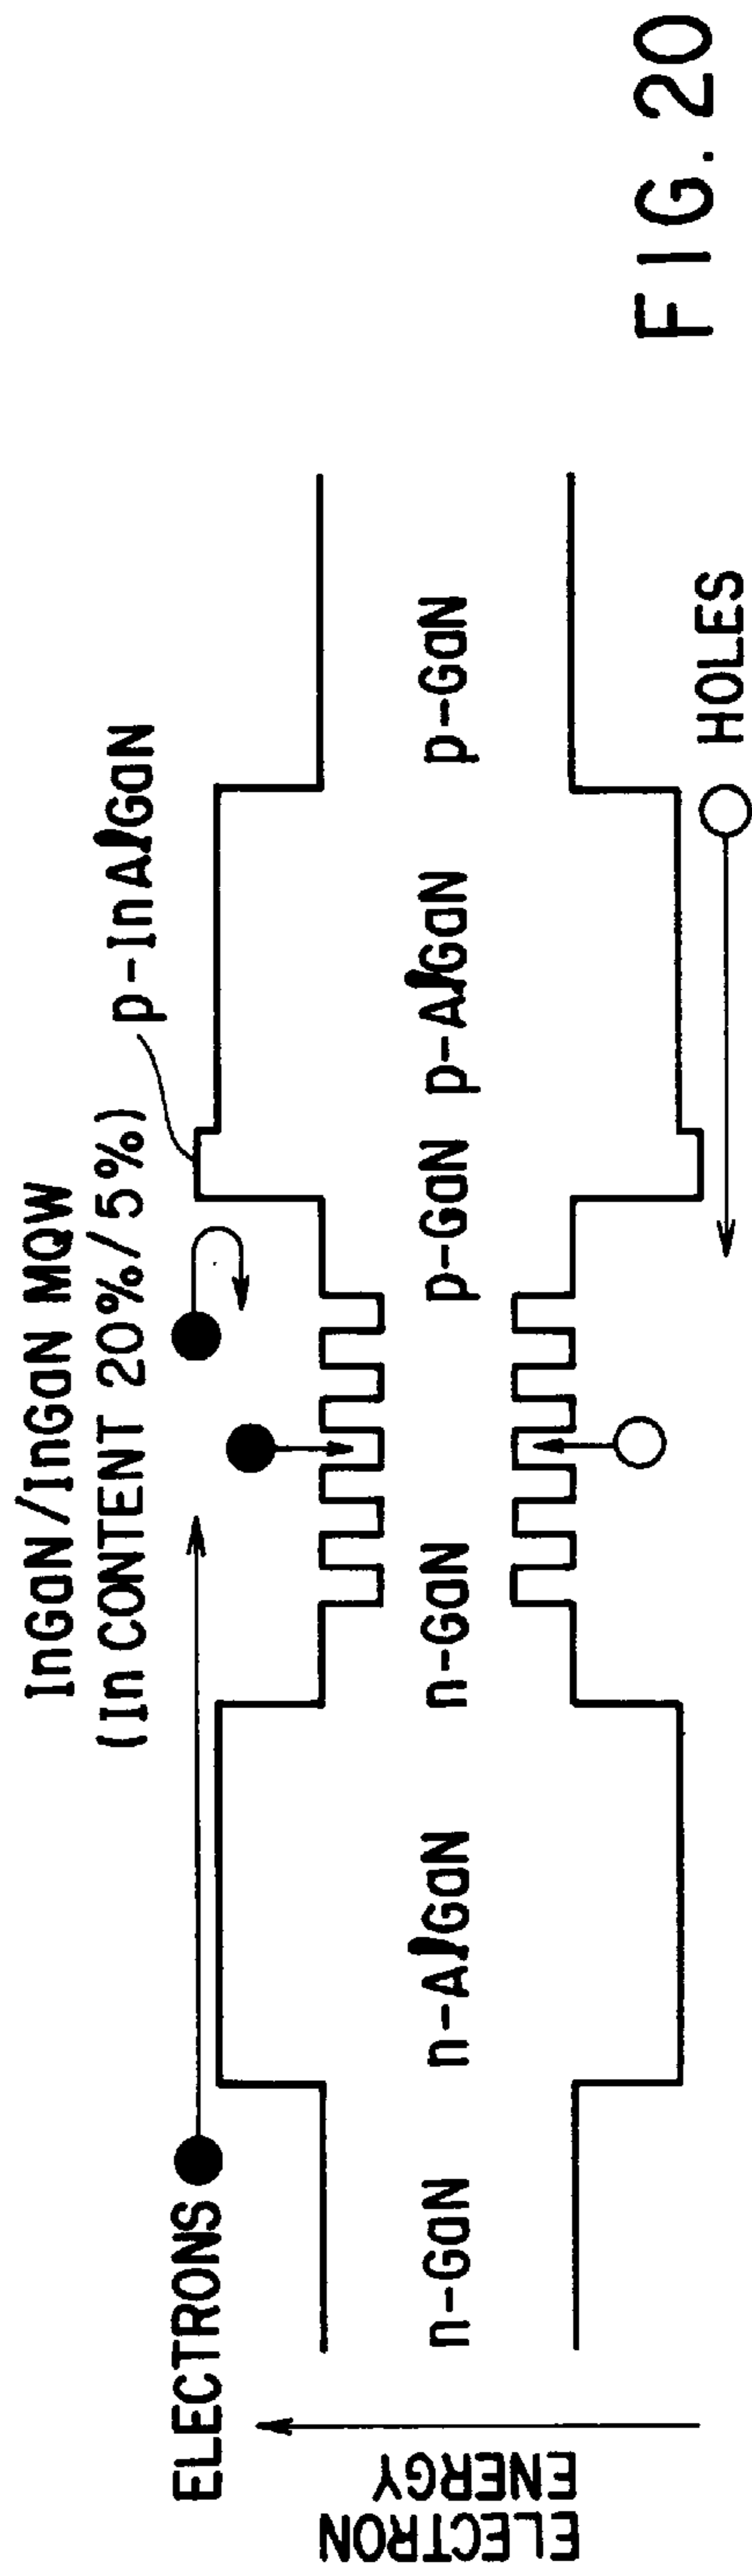 InGaN/InGaN MQW
(In CONTENT 20%/5%)
ELECTRONS
p-InAlGaN
n-GaN
n-AlGaN
n-GaN
p-GaN
p-AlGaN
p-GaN
ELECTRON
ENERGY
HOLES
FIG. 20